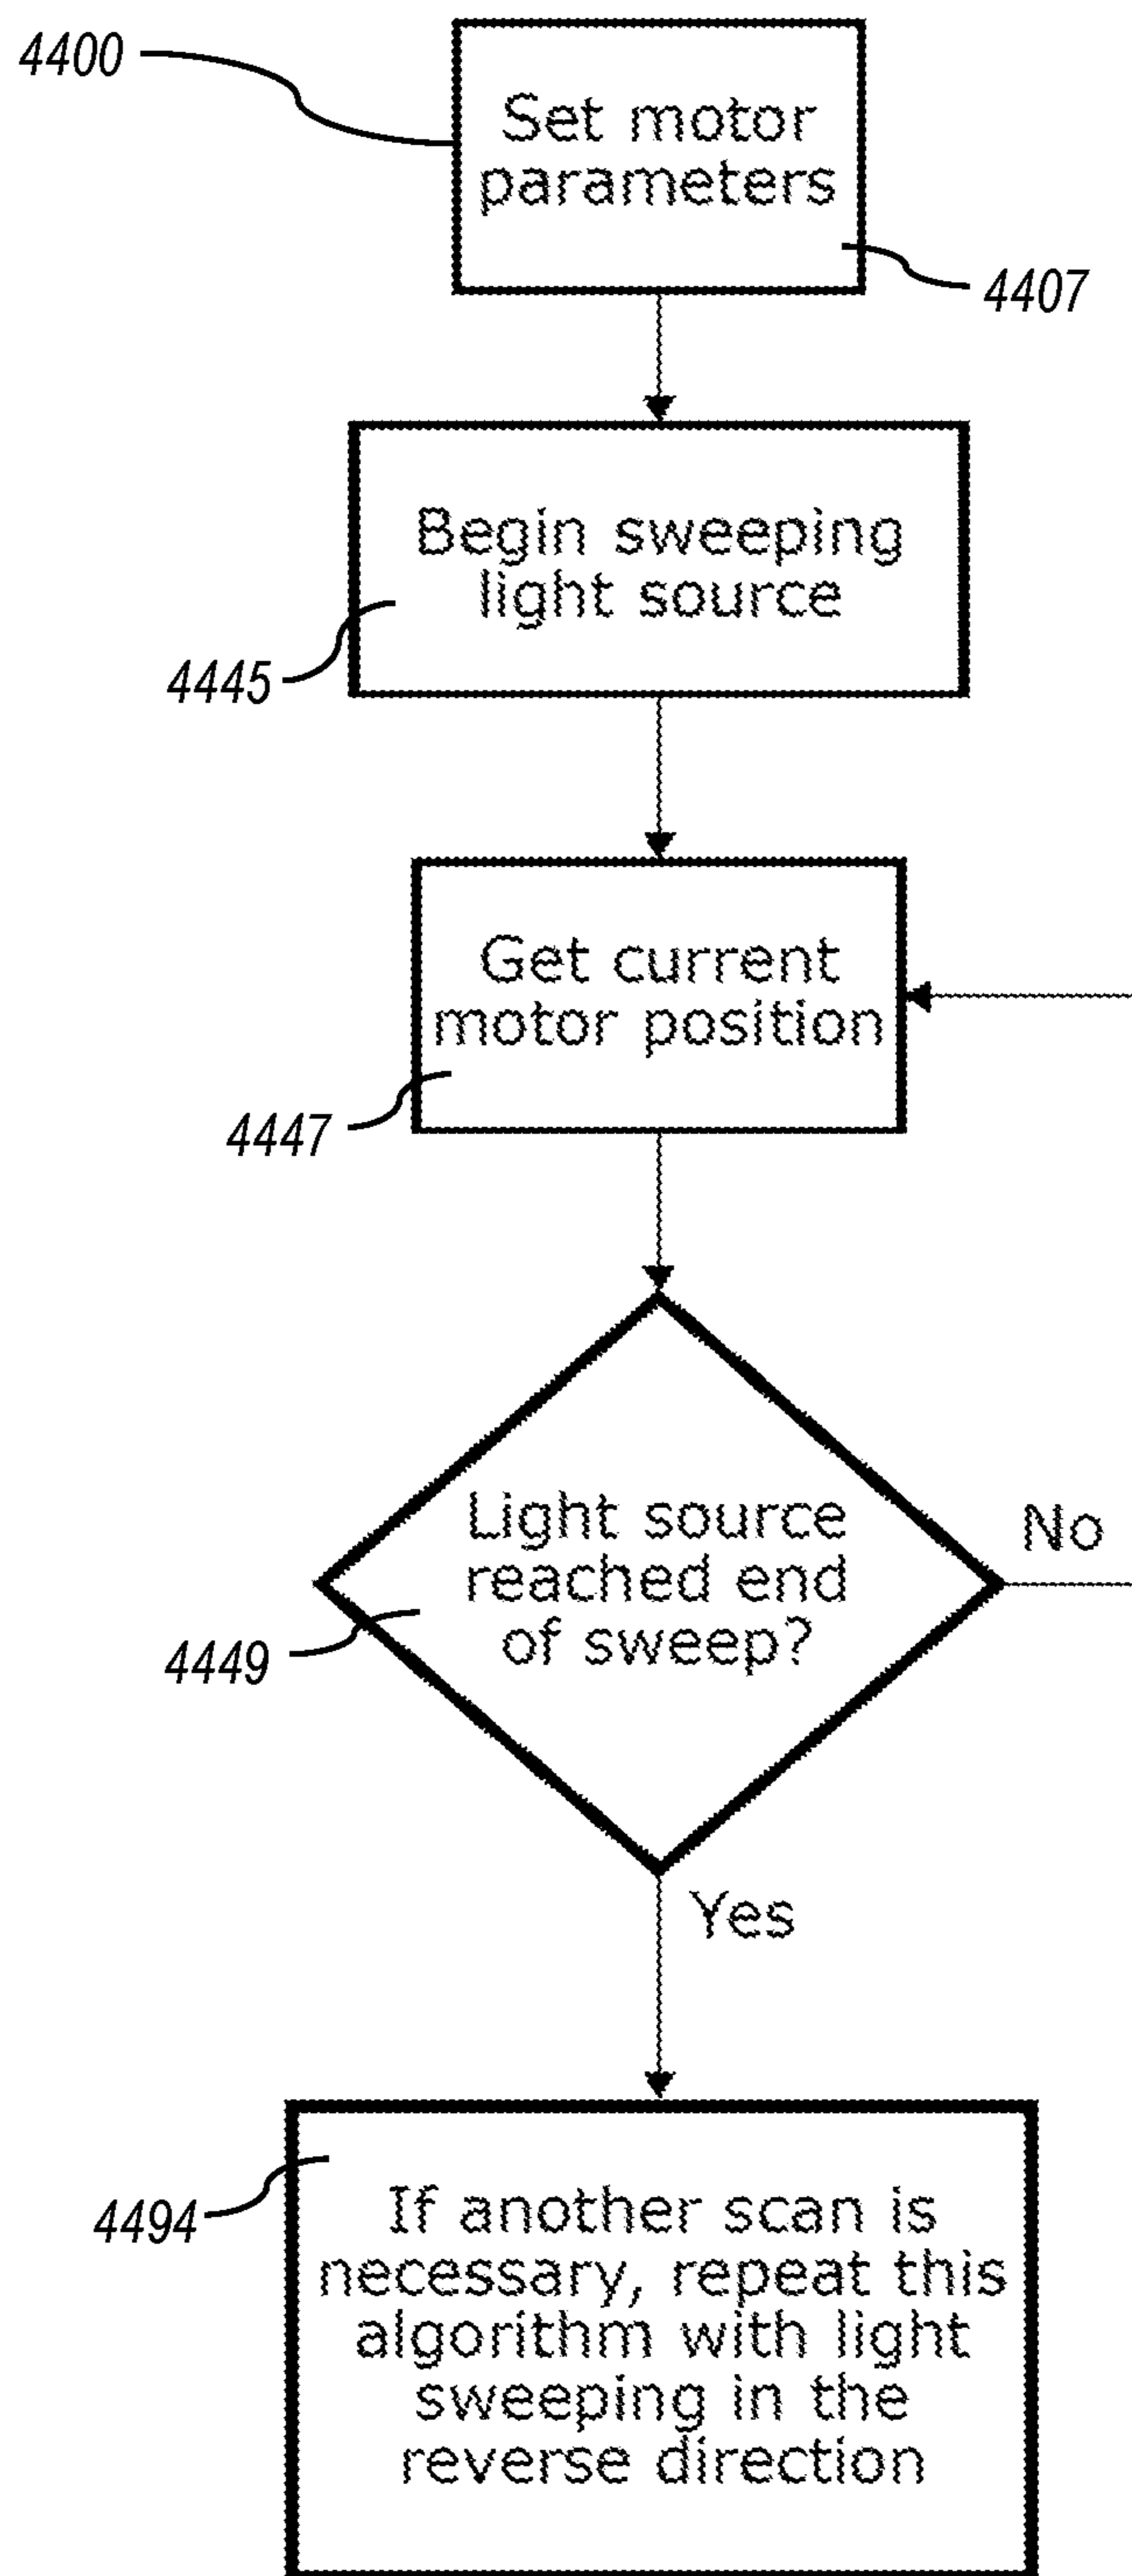 4400
Set motor
parameters
4407
Begin sweeping
light source
4445
Get current
motor position
4447
Light source
reached end
of sweep?
No
4449
Yes
4494
If another scan is
necessary, repeat this
algorithm with light
sweeping in the
reverse direction